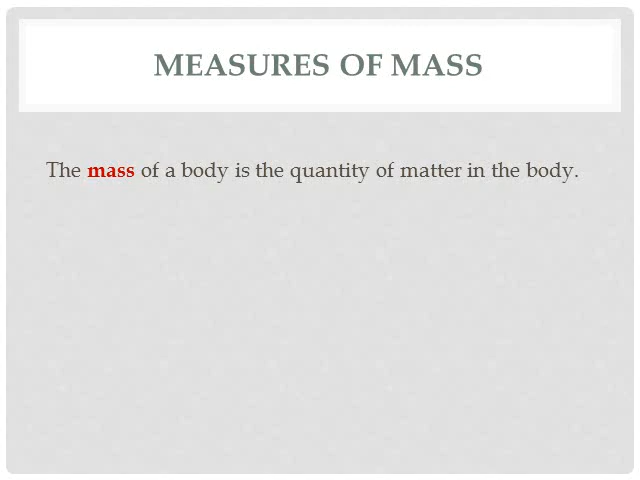 MEASURES OF MASS
The mass of a body is the quantity of matter in the body.